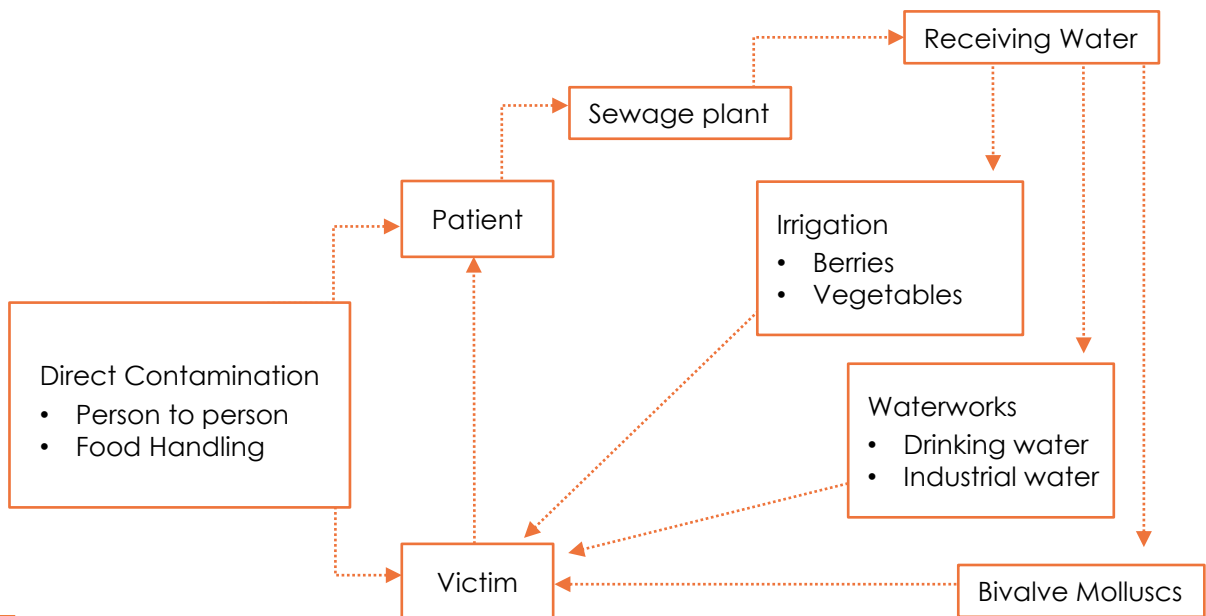 Receiving Water
Sewage plant
Patient
Irrigation
• Berries
• Vegetables
Direct Contamination
• Person to person
• Food Handling
Waterworks
• Drinking water
• Industrial water
Victim
Bivalve Molluscs